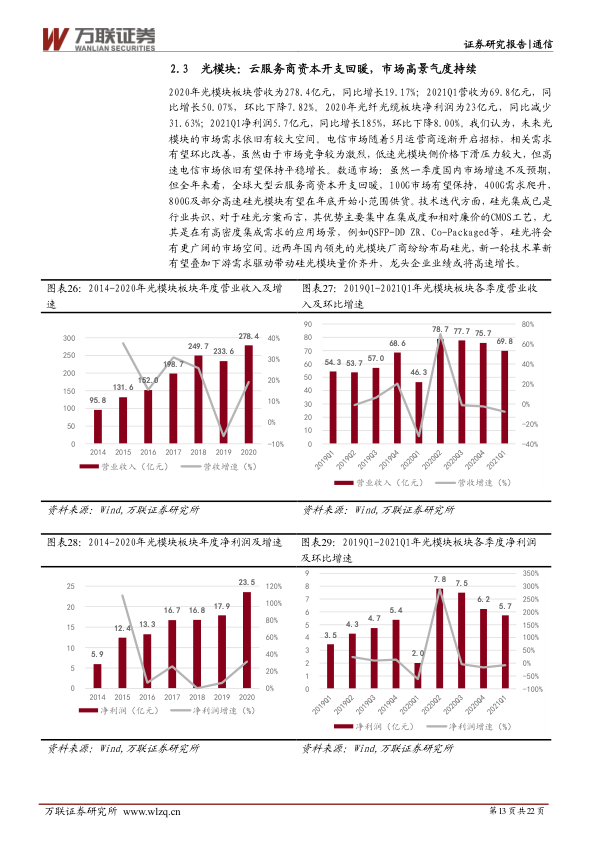 万联证券
WANLIAN SECURITIES
证券研究报告|通信
2.3 光模块：云服务商资本开支回暖，市场高景气度持续
2020年光模块板块营收为278.4亿元，同比增长19.17%；2021Q1营收为69.8亿元，同
比增长50.07%，环比下降7.82%。2020年光纤光缆板块净利润为23亿元，同比减少
31.63%；2021Q1净利润5.7亿元，同比增长185%，环比下降8.00%。我们认为，未来光
模块的市场需求依旧有较大空间。电信市场随着5月运营商逐渐开启招标，相关需求
有望环比改善，虽然由于市场竞争较为激烈，低速光模块侧价格下滑压力较大，但高
速电信市场依旧有望保持平稳增长。数通市场：虽然一季度国内市场增速不及预期，
但全年来看，全球大型云服务商资本开支回暖，100G市场有望保持，400G需求爬升，
800G及部分高速硅光模块有望在年底开始小范围供货。技术迭代方面，硅光集成已是
行业共识，对于硅光方案而言，其优势主要集中在集成度和相对廉价的CMOS工艺，尤
其是在有高密度集成需求的应用场景，例如QSFP-DD ZR、Co-Packaged等，硅光将会
有更广阔的市场空间。近两年国内领先的光模块厂商纷纷布局硅光，新一轮技术革新
有望叠加下游需求驱动带动硅光模块量价齐升，龙头企业业绩或将高速增长。
图表26：2014-2020年光模块板块年度营业收入及增
速
图表27：2019Q1-2021Q1年光模块板块各季度营业收
入及环比增速
300
250
200
150
100
50
0
95.8
131.6
152.0
198.7
249.7
233.6
278.4
40%
30%
20%
10%
0%
-10%
2014 2015 2016 2017 2018 2019 2020
营业收入（亿元） 营收增速（%）
90
80
70
60
50
40
30
20
10
0
54.3
53.7
57.0
68.6
46.3
78.7
77.7
75.7
69.8
80%
60%
40%
20%
0%
-20%
-40%
2019Q1 2019Q2 2019Q3 2019Q4 2020Q1 2020Q2 2020Q3 2020Q4 2021Q1
营业收入（亿元） 营收增速（%）
资料来源：Wind,万联证券研究所
资料来源：Wind,万联证券研究所
图表28：2014-2020年光模块板块年度净利润及增速
图表29：2019Q1-2021Q1年光模块板块各季度净利润
及环比增速
25
20
15
10
5
0
5.9
12.4
13.3
16.7
16.8
17.9
23.5
120%
100%
80%
60%
40%
20%
0%
2014 2015 2016 2017 2018 2019 2020
净利润（亿元） 净利润增速（%）
9
8
7
6
5
4
3
2
1
0
3.5
4.3
4.7
5.4
2.0
7.8
7.5
6.2
5.7
350%
300%
250%
200%
150%
100%
50%
0%
-50%
-100%
2019Q1 2019Q2 2019Q3 2019Q4 2020Q1 2020Q2 2020Q3 2020Q4 2021Q1
净利润（亿元） 净利润增速（%）
资料来源：Wind,万联证券研究所
资料来源：Wind,万联证券研究所
万联证券研究所 www.wlzq.cn
第13页共22页